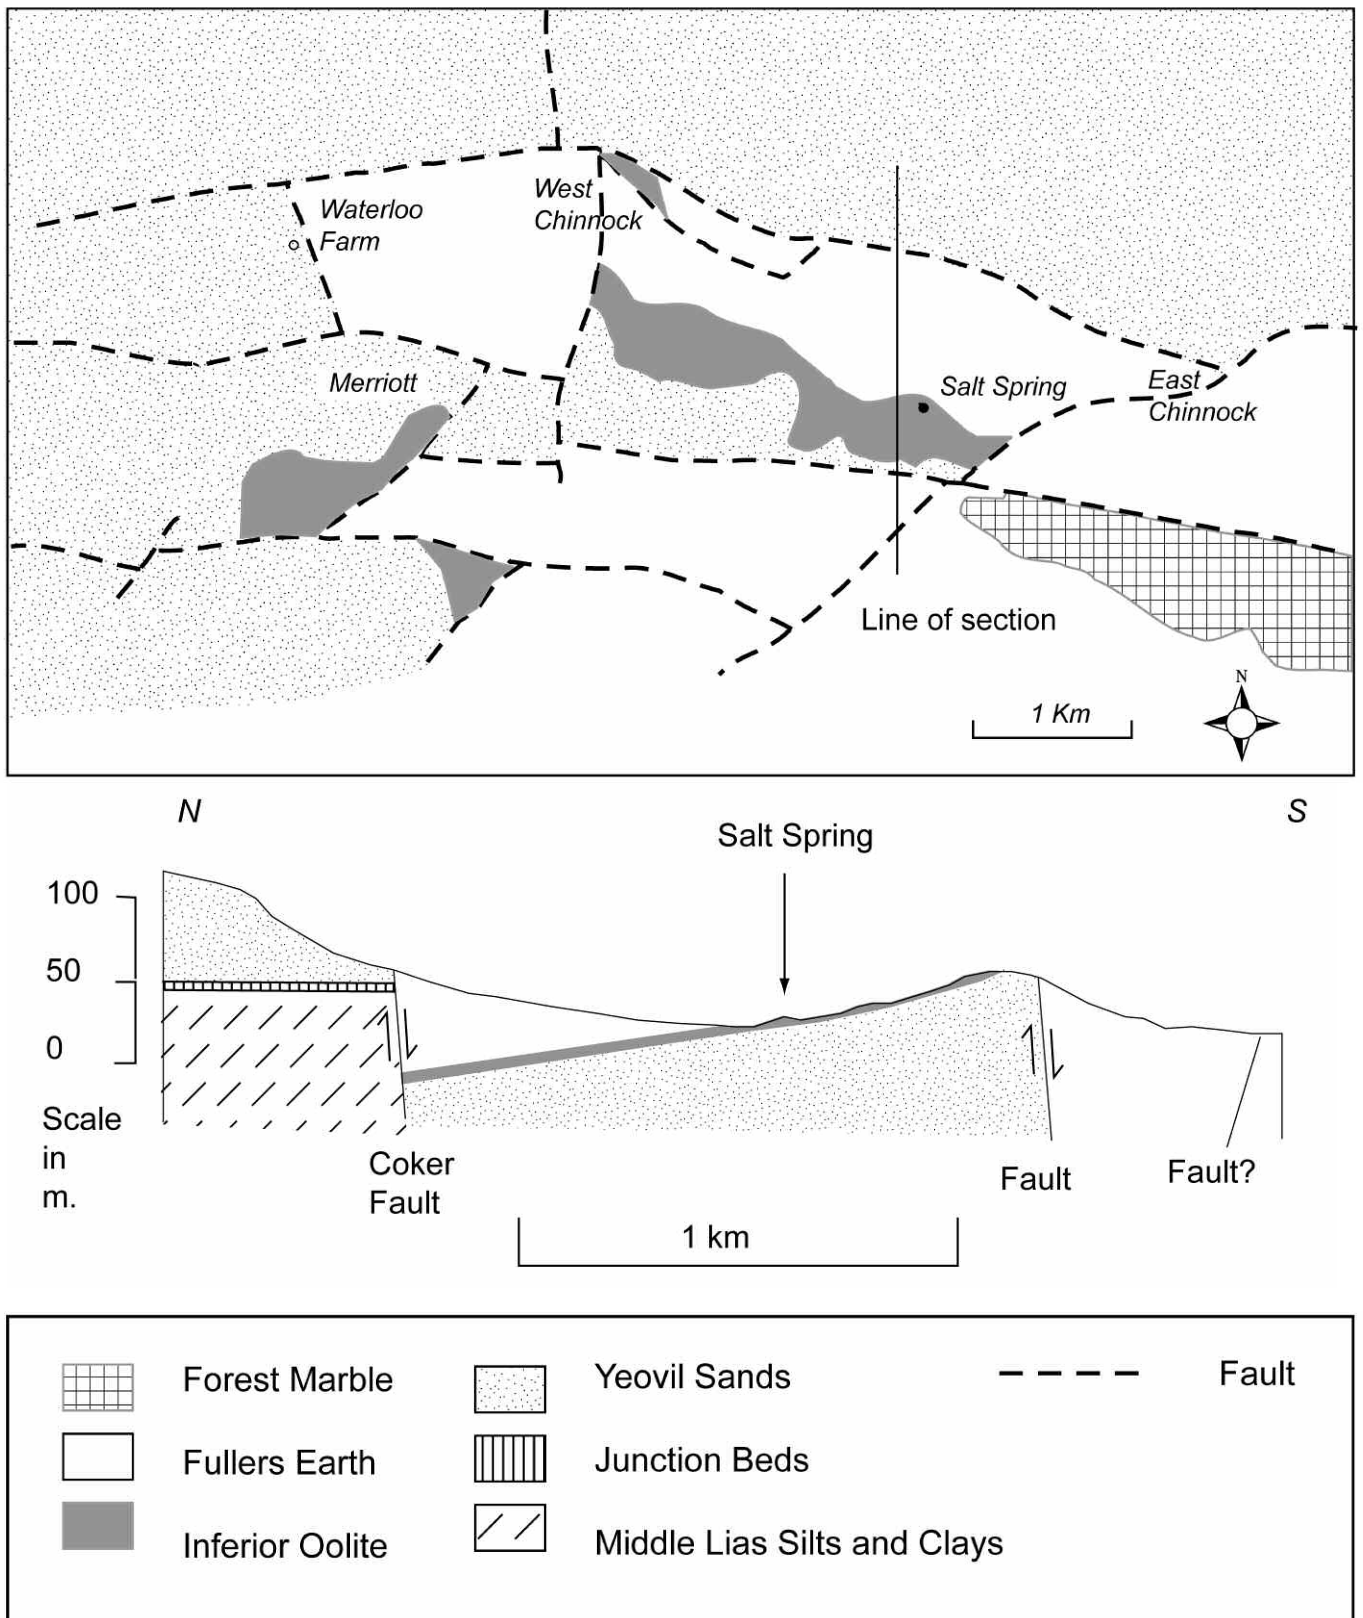 West
Chinnock
Waterloo
Farm
Merriott
Salt Spring
East
Chinnock
Line of section
N
1 Km
N
S
Salt Spring
100
50
0
Scale
in
m.
Coker
Fault
Fault
Fault?
1 km
Forest Marble
Yeovil Sands
Fault
Fullers Earth
Junction Beds
Inferior Oolite
Middle Lias Silts and Clays